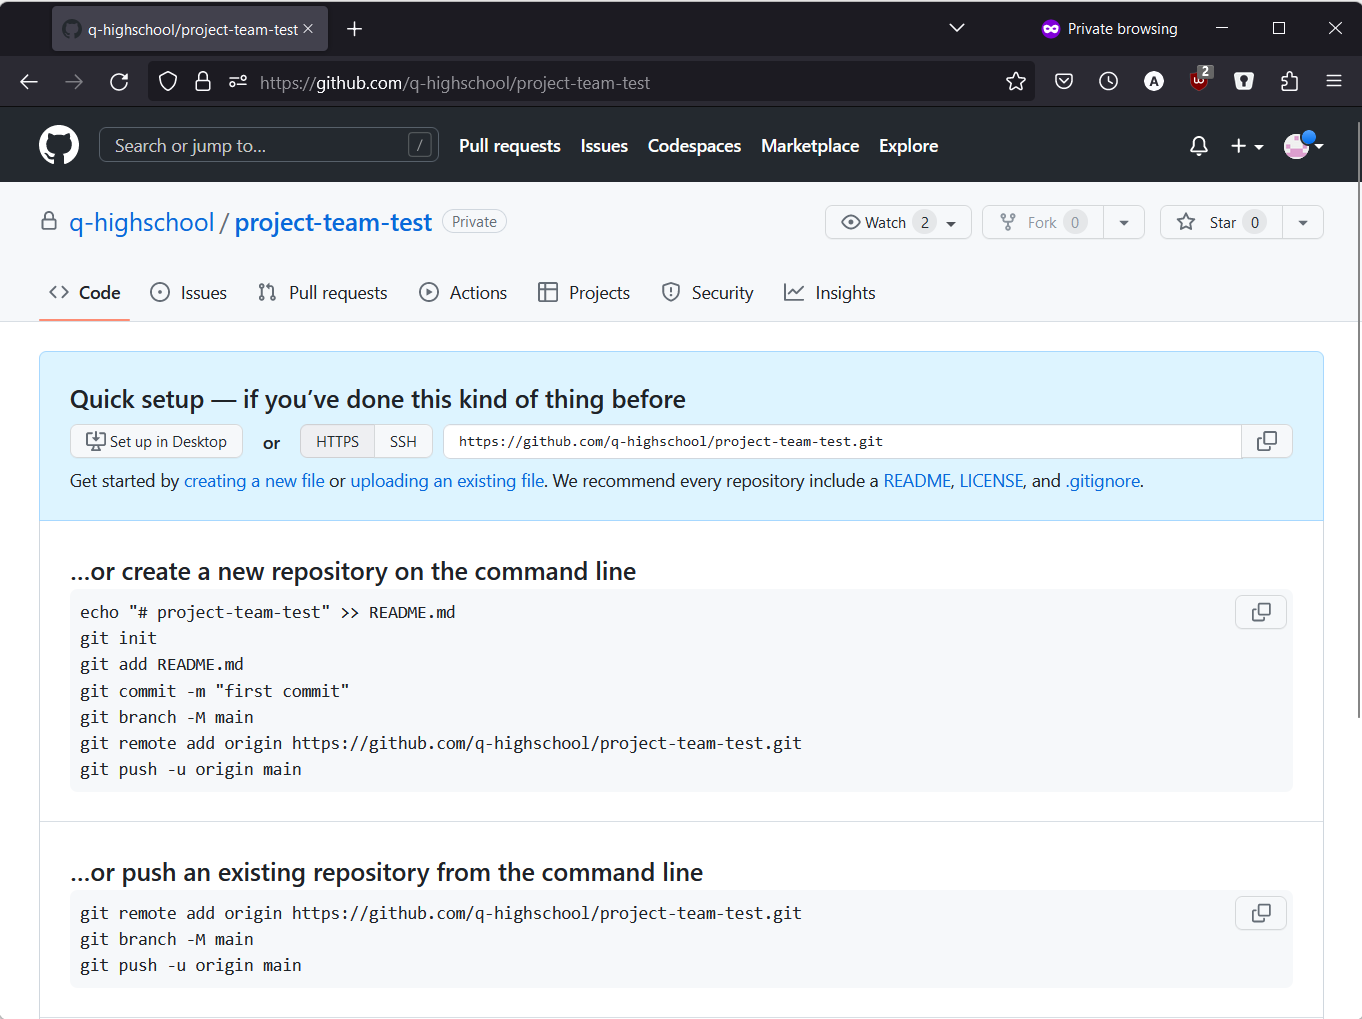 q-highschool/project-team-test
Private browsing
https://github.com/q-highschool/project-team-test
A
2
Search or jump to...
/
Pull requests
Issues
Codespaces
Marketplace
Explore
q-highschool / project-team-test
Private
Watch 2
Fork 0
Star 0
Code
Issues
Pull requests
Actions
Projects
Security
Insights
Quick setup — if you’ve done this kind of thing before
Set up in Desktop
or
HTTPS
SSH
https://github.com/q-highschool/project-team-test.git
Get started by creating a new file or uploading an existing file. We recommend every repository include a README, LICENSE, and .gitignore.
…or create a new repository on the command line
echo "# project-team-test" >> README.md
git init
git add README.md
git commit -m "first commit"
git branch -M main
git remote add origin https://github.com/q-highschool/project-team-test.git
git push -u origin main
…or push an existing repository from the command line
git remote add origin https://github.com/q-highschool/project-team-test.git
git branch -M main
git push -u origin main